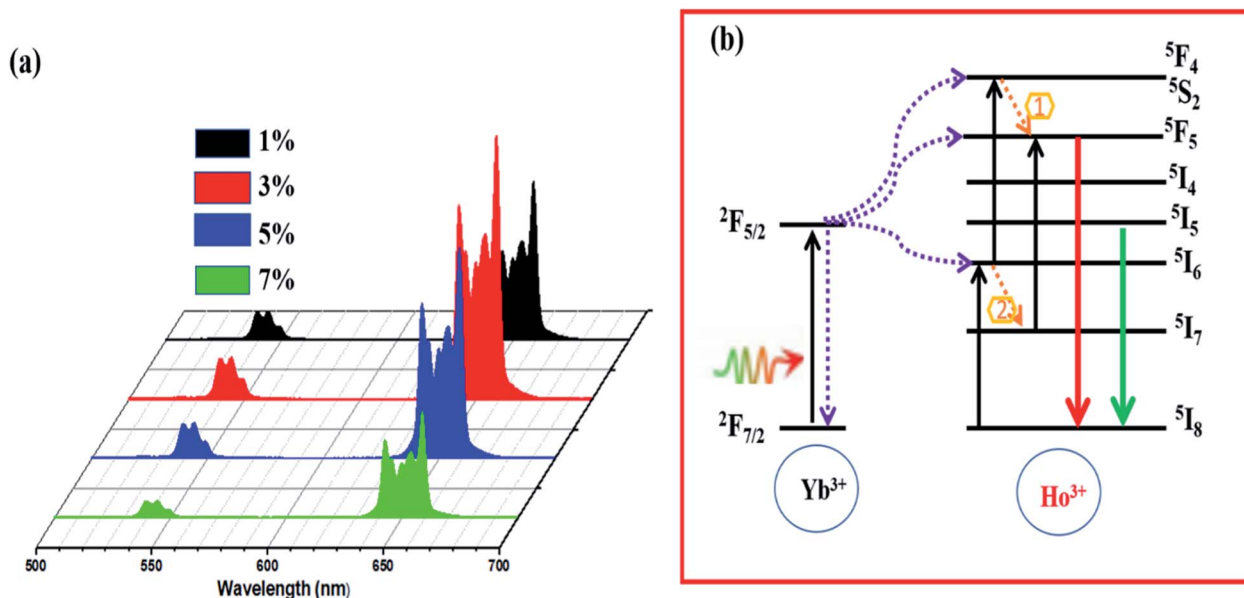 (a)
1%
3%
5%
7%
500 550 600 650 700
Wavelength (nm)
(b)
⁵F₄
⁵S₂
1
⁵F₅
⁵I₄
²F₅/₂
⁵I₅
⁵I₆
2
⁵I₇
²F₇/₂
⁵I₈
Yb³⁺
Ho³⁺